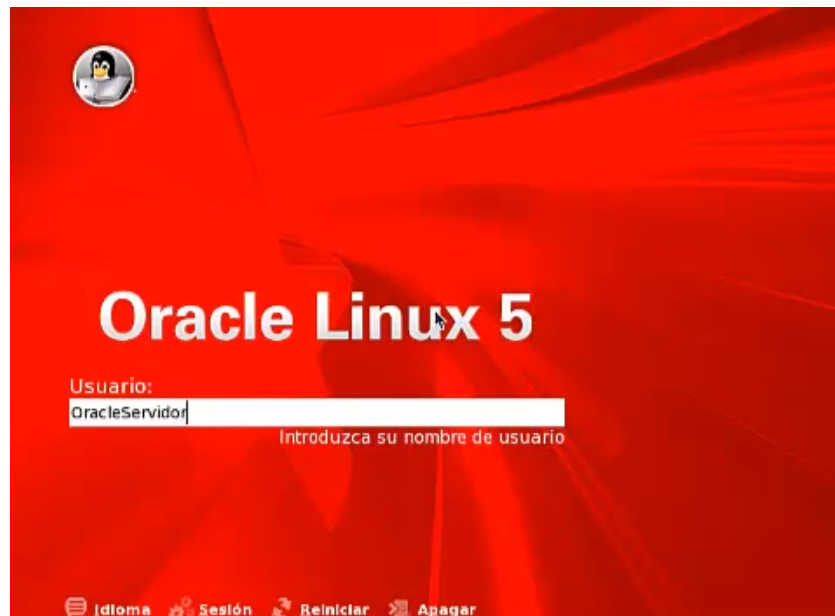 Oracle Linux 5
Usuario:
OracleServidor
Introduzca su nombre de usuario
Idioma Sesión Reiniciar Apagar